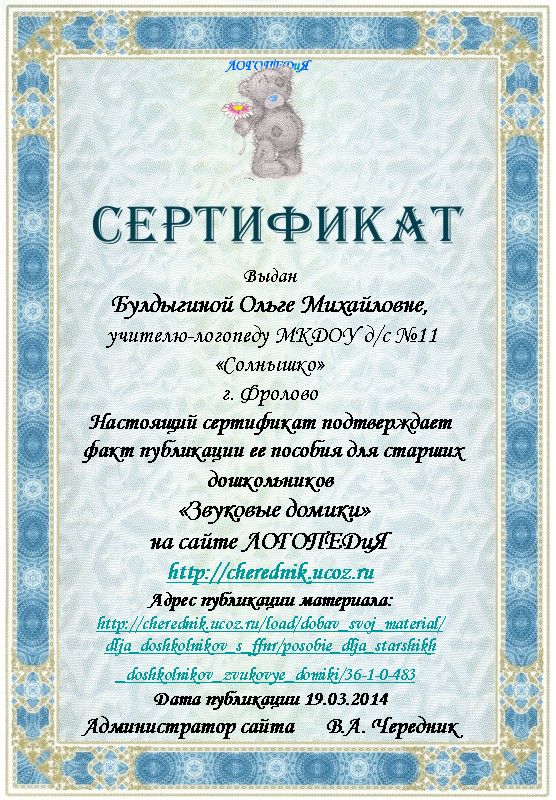 ЛОГОПЕДиЯ
СЕРТИФИКАТ
Выдан
Булдыгиной Ольге Михайловне,
учителю-логопеду МКДОУ д/с №11
«Солнышко»
г. Фролово
Настоящий сертификат подтверждает
факт публикации ее пособия для старших
дошкольников
«Звуковые домики»
на сайте ЛОГОПЕДиЯ
http://cherednik.ucoz.ru
Адрес публикации материала:
http://cherednik.ucoz.ru/load/dobav_svoj_material/
dlja_doshkolnikov_s_ffnr/posobie_dlja_starshikh
_doshkolnikov_zvukovye_domiki/36-1-0-483
Дата публикации 19.03.2014
Администратор сайта В.А. Чередник